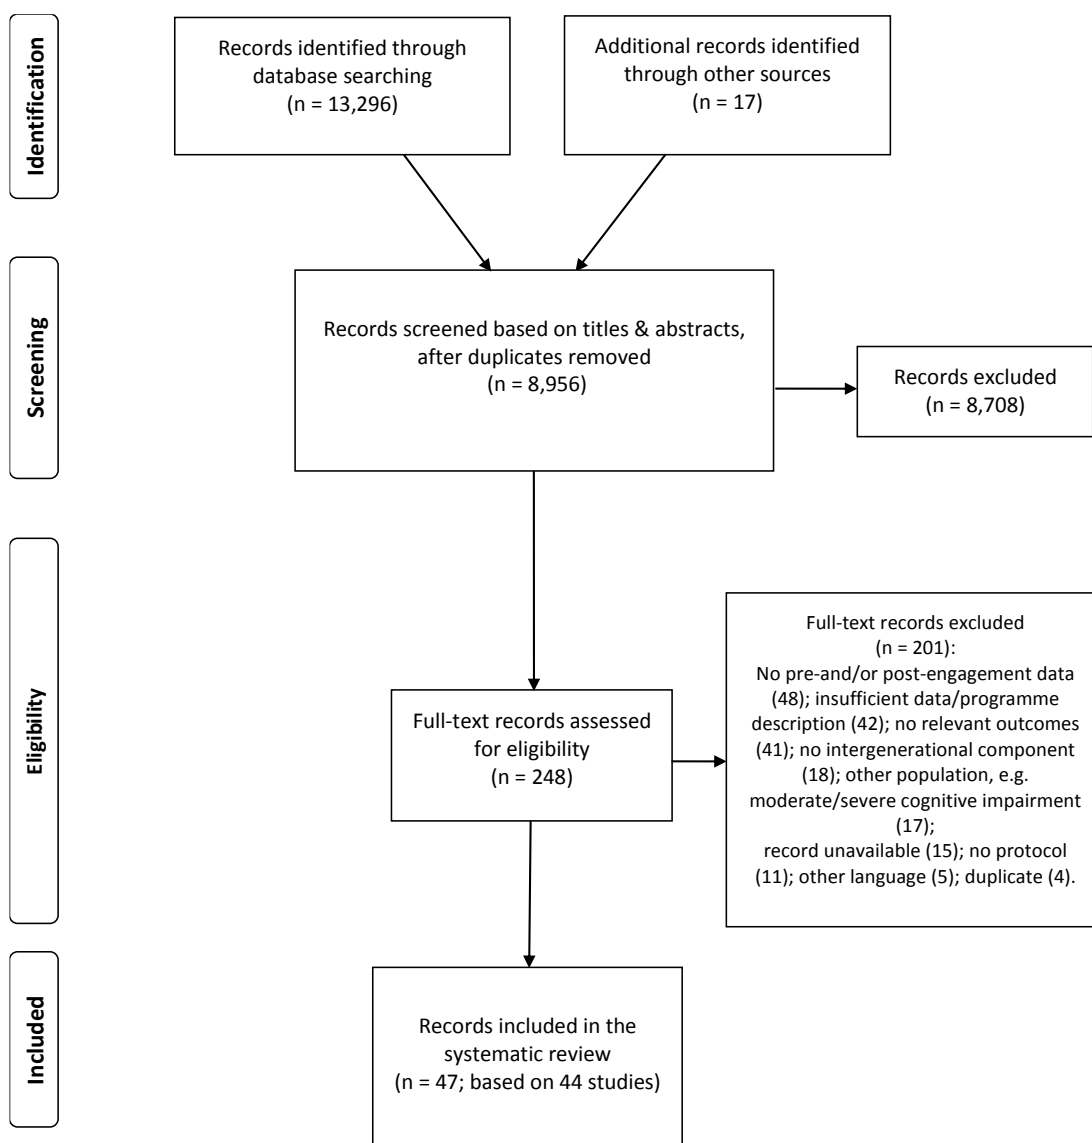 Identification
Records identified through
database searching
(n = 13,296)
Additional records identified
through other sources
(n = 17)
Screening
Records screened based on titles & abstracts,
after duplicates removed
(n = 8,956)
Records excluded
(n = 8,708)
Eligibility
Full-text records assessed
for eligibility
(n = 248)
Full-text records excluded
(n = 201):
No pre-and/or post-engagement data
(48); insufficient data/programme
description (42); no relevant outcomes
(41); no intergenerational component
(18); other population, e.g.
moderate/severe cognitive impairment
(17);
record unavailable (15); no protocol
(11); other language (5); duplicate (4).
Included
Records included in the
systematic review
(n = 47; based on 44 studies)